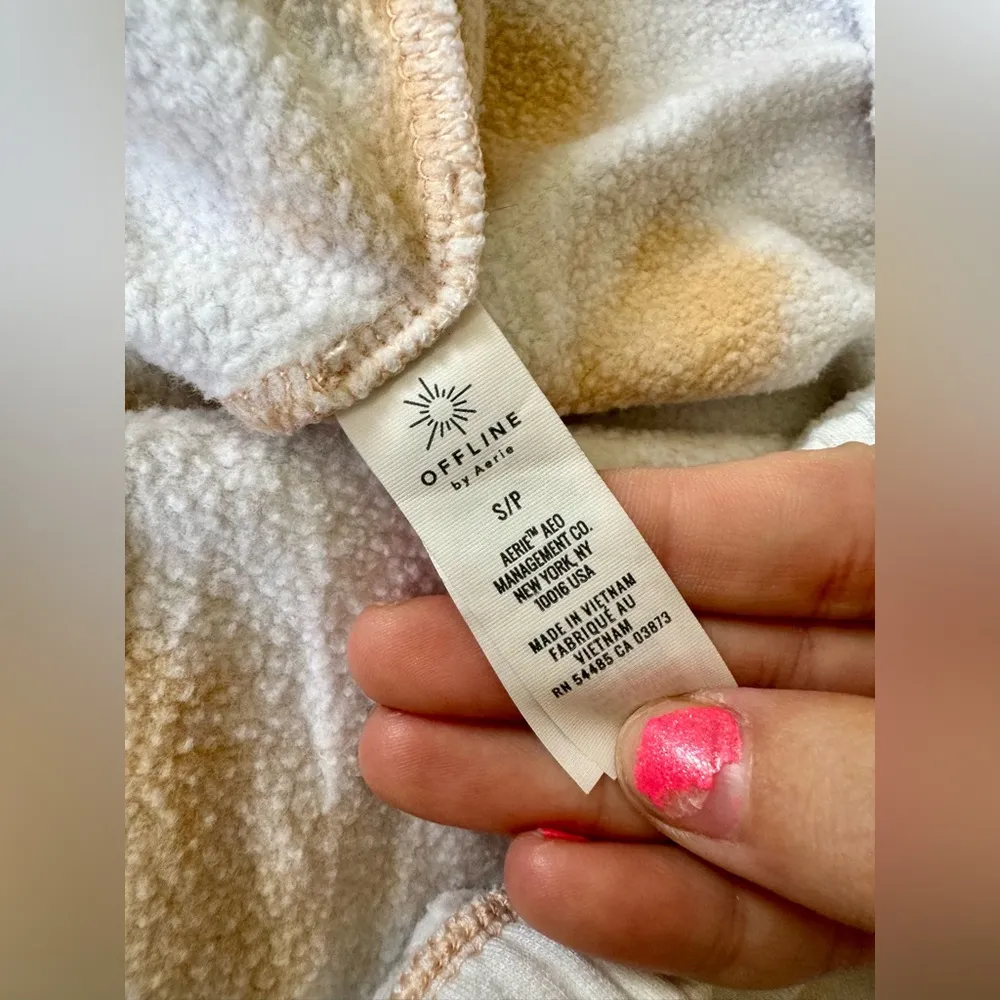 OFFLINE
by Aerie
S/P
AERIE™ AEO
MANAGEMENT CO.
NEW YORK, NY
10016 USA
MADE IN VIETNAM
FABRIQUÉ AU
VIETNAM
RN 54485 CA 03873